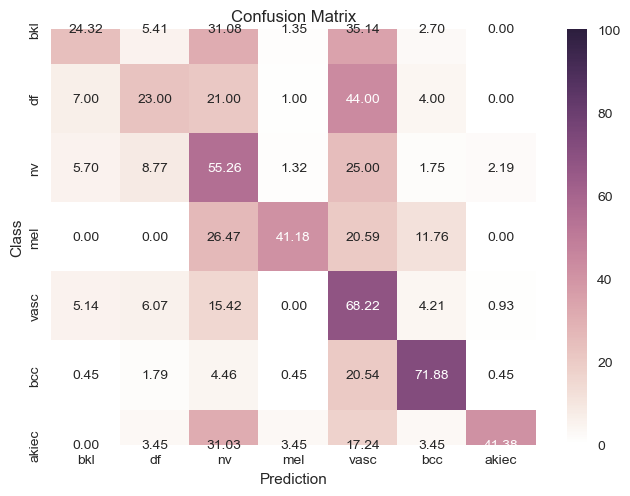 Confusion Matrix
bkl 24.32 5.41 31.08 1.35 35.14 2.70 0.00
df 7.00 23.00 21.00 1.00 44.00 4.00 0.00
nv 5.70 8.77 55.26 1.32 25.00 1.75 2.19
mel 0.00 0.00 26.47 41.18 20.59 11.76 0.00
vasc 5.14 6.07 15.42 0.00 68.22 4.21 0.93
bcc 0.45 1.79 4.46 0.45 20.54 71.88 0.45
akiec 0.00 3.45 31.03 3.45 17.24 3.45 41.38
bkl df nv mel vasc bcc akiec
Prediction
Class
100
80
60
40
20
0